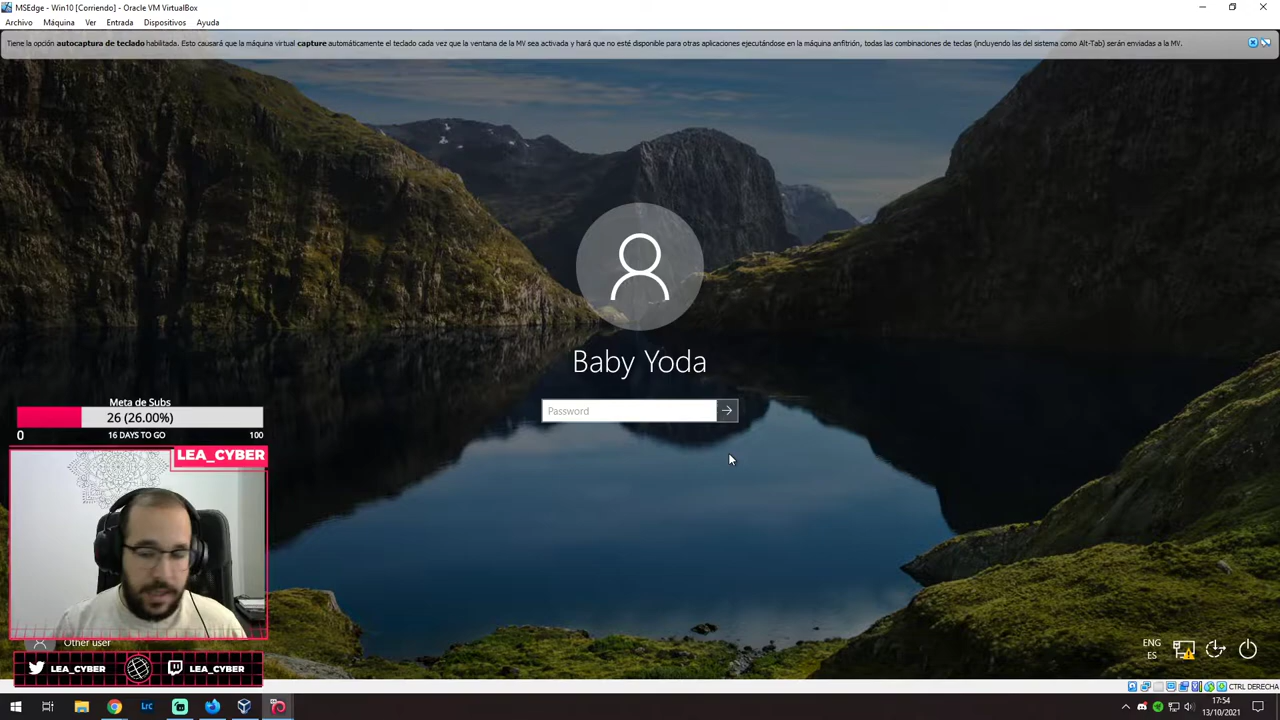 MSEdge - Win10 [Corriendo] - Oracle VM VirtualBox
Archivo Máquina Ver Entrada Dispositivos Ayuda
Tiene la opción autocaptura de teclado habilitada. Esto causará que la máquina virtual capture automáticamente el teclado cada vez que la ventana de la MV sea activada y hará que no esté disponible para otras aplicaciones ejecutándose en la máquina anfitrión, todas las combinaciones de teclas (incluyendo las del sistema como Alt-Tab) serán enviadas a la MV.
Baby Yoda
Password
Meta de Subs
26 (26.00%)
0 16 DAYS TO GO 100
LEA_CYBER
Other user
LEA_CYBER LEA_CYBER
ENG
ES
CTRL DERECHA
Lrc
17:54
13/10/2021